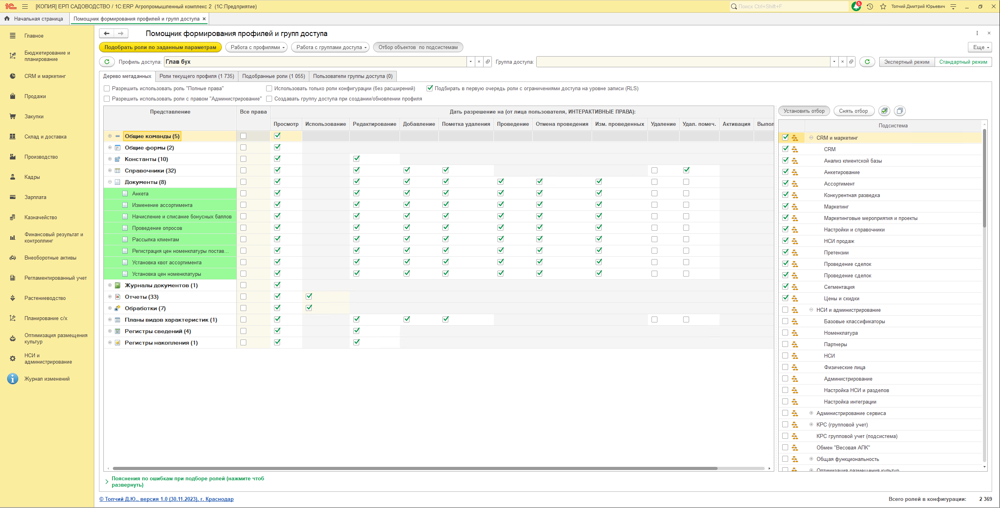 [КОПИЯ] ЕРП САДОВОДСТВО / 1С:ERP Агропромышленный комплекс 2 (1С:Предприятие)
Поиск Ctrl+Shift+F
5
Топчий Дмитрий Юрьевич
Начальная страница
Помощник формирования профилей и групп доступа
Главное
Бюджетирование и
планирование
CRM и маркетинг
Продажи
Закупки
Склад и доставка
Производство
Кадры
Зарплата
Казначейство
Финансовый результат и
контроллинг
Внеоборотные активы
Регламентированный учет
Растениеводство
Планирование с/х
Оптимизация размещения
культур
НСИ и
администрирование
Журнал изменений
Помощник формирования профилей и групп доступа
Подобрать роли по заданным параметрам
Работа с профилями
Работа с группами доступа
Отбор объектов по подсистемам
Еще
Профиль доступа: Глав бух
Группа доступа:
Экспертный режим
Стандартный режим
Дерево метаданных
Роли текущего профиля (1 735)
Подобранные роли (1 055)
Пользователи группы доступа (0)
Разрешить использовать роль "Полные права"
Использовать только роли конфигурации (без расширений)
Подбирать в первую очередь роли с ограничениями доступа на уровне записи (RLS)
Разрешить использовать роли с правом "Администрирование"
Создавать группу доступа при создании/обновлении профиля
Представление
Все права
Дать разрешение на (от лица пользователя, ИНТЕРАКТИВНЫЕ ПРАВА):
Просмотр
Использование
Редактирование
Добавление
Пометка удаления
Проведение
Отмена проведения
Изм. проведенных
Удаление
Удал. помеч.
Активация
Выпол
Общие команды (5)
Общие формы (2)
Константы (10)
Справочники (32)
Документы (8)
Анкета
Изменение ассортимента
Начисление и списание бонусных баллов
Проведение опросов
Рассылка клиентам
Регистрация цен номенклатуры постав...
Установка квот ассортимента
Установка цен номенклатуры
Журналы документов (1)
Отчеты (33)
Обработки (7)
Планы видов характеристик (1)
Регистры сведений (4)
Регистры накопления (1)
Установить отбор
Снять отбор
Подсистема
CRM и маркетинг
CRM
Анализ клиентской базы
Анкетирование
Ассортимент
Конкурентная разведка
Маркетинг
Маркетинговые мероприятия и проекты
Настройки и справочники
НСИ продаж
Претензии
Проведение сделок
Проведение сделок
Сегментация
Цены и скидки
НСИ и администрирование
Базовые классификаторы
Номенклатура
Партнеры
НСИ
Физические лица
Администрирование
Настройка НСИ и разделов
Настройка интеграции
Администрирование сервиса
КРС (групповой учет)
КРС групповой учет (подсистема)
Обмен "Весовая АПК"
Общая функциональность
Оптимизация размещения культур
Пояснения по ошибкам при подборе ролей (нажмите чтоб
развернуть)
© Топчий Д.Ю., версия 1.0 (30.11.2023), г. Краснодар
Всего ролей в конфигурации: 2 369